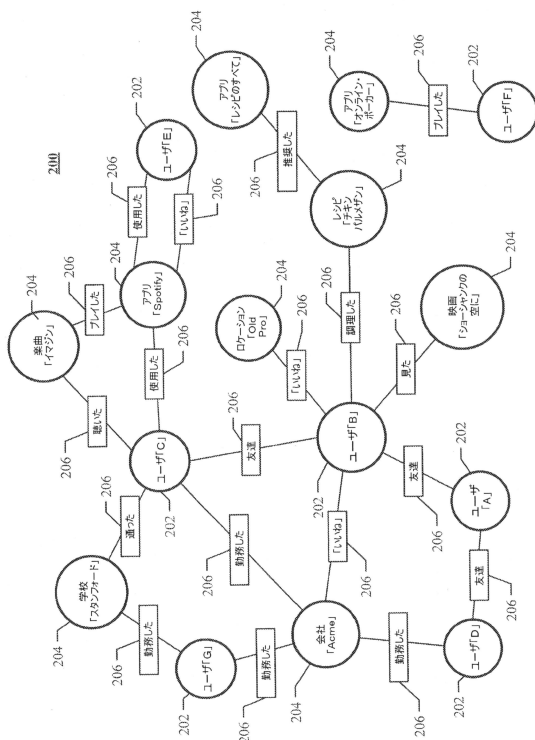 200
204
学校
「スタンフォード」
206
通った
206
聴いた
204
楽曲
「イマジン」
206
プレイした
206
使用した
202
ユーザ「E」
206
「いいね」
204
アプリ
「Spotify」
206
使用した
ユーザ「C」
202
206
勤務した
202
ユーザ「G」
206
勤務した
206
勤務した
206
友達
204
ロケーション
「Old
Pro」
206
「いいね」
204
アプリ
「レシピのすべて」
206
推奨した
204
会社
「Acme」
206
「いいね」
202
ユーザ「B」
206
調理した
204
レシピ
「チキン
パルメザン」
204
アプリ
「オンライン・
ポーカー」
206
プレイした
202
ユーザ「F」
206
勤務した
202
ユーザ「D」
206
友達
202
ユーザ
「A」
206
友達
206
見た
204
映画
「ショーシャンクの
空に」